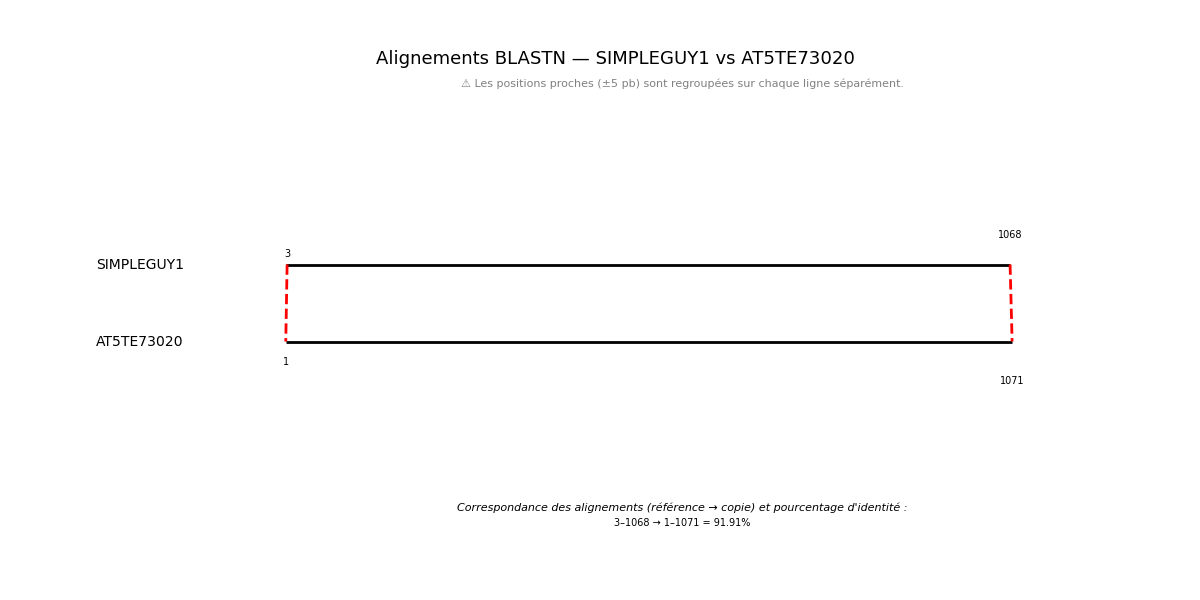 Alignements BLASTN — SIMPLEGUY1 vs AT5TE73020
⚠ Les positions proches (±5 pb) sont regroupées sur chaque ligne séparément.
1068
3
SIMPLEGUY1
AT5TE73020
1
1071
Correspondance des alignements (référence → copie) et pourcentage d'identité :
3–1068 → 1–1071 = 91.91%